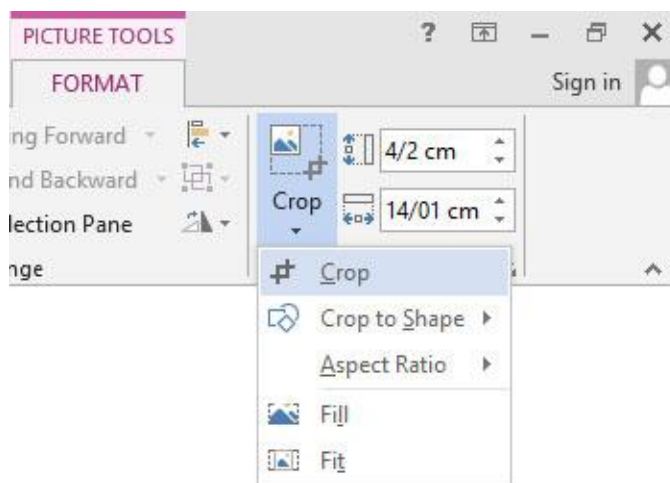 PICTURE TOOLS ?
FORMAT Sign in
ng Forward 4/2 cm
nd Backward
Crop 14/01 cm
lection Pane
nge
Crop
Crop to Shape
Aspect Ratio
Fill
Fit